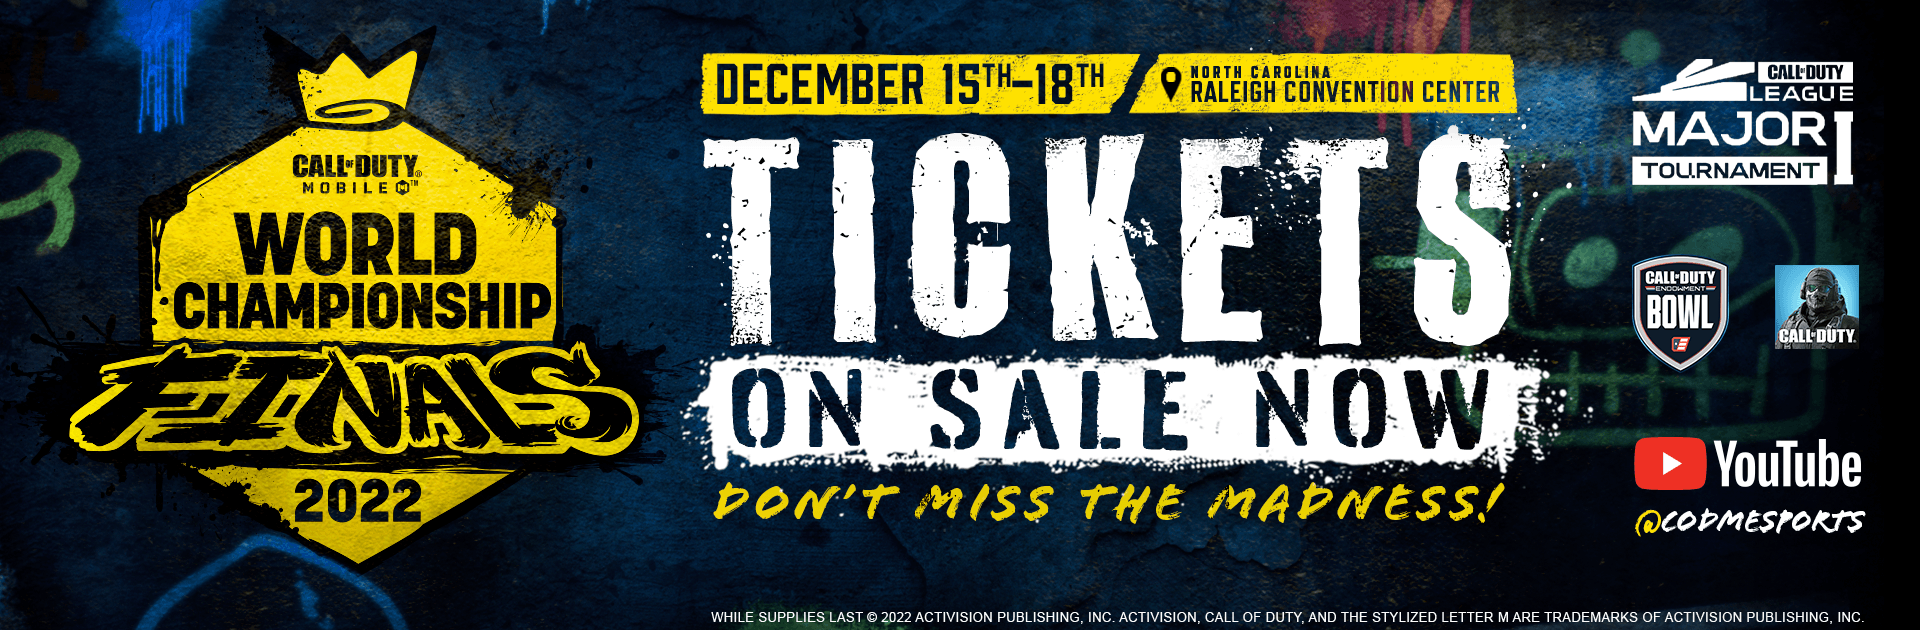 CALL OF DUTY®
MOBILE M™
WORLD
CHAMPIONSHIP
FINALS
2022
DECEMBER 15TH–18TH
NORTH CAROLINA
RALEIGH CONVENTION CENTER
TICKETS
ON SALE NOW
DON'T MISS THE MADNESS!
CALL OF DUTY
LEAGUE
MAJOR I
TOURNAMENT
CALL OF DUTY
ENDOWMENT
BOWL
CALL OF DUTY
YouTube
@CODMESPORTS
WHILE SUPPLIES LAST © 2022 ACTIVISION PUBLISHING, INC. ACTIVISION, CALL OF DUTY, AND THE STYLIZED LETTER M ARE TRADEMARKS OF ACTIVISION PUBLISHING, INC.